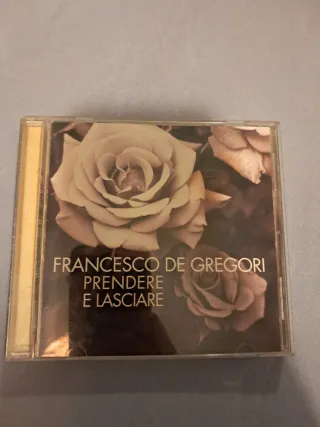 FRANCESCO DE GREGORI
PRENDERE
E LASCIARE